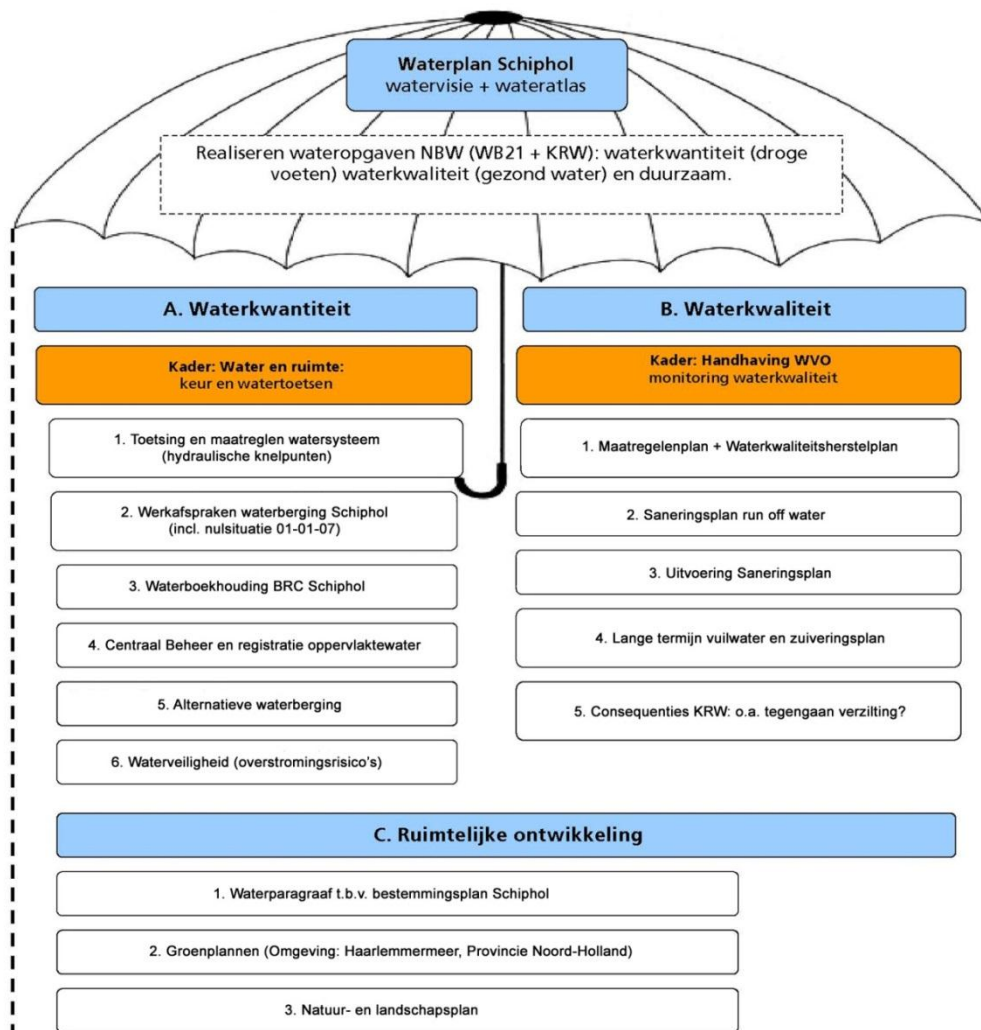 Waterplan Schiphol
watervisie + wateratlas
Realiseren wateropgaven NBW (WB21 + KRW): waterkwantiteit (droge
voeten) waterkwaliteit (gezond water) en duurzaam.
A. Waterkwantiteit
Kader: Water en ruimte:
keur en watertoetsen
1. Toetsing en maatreglen watersysteem
(hydraulische knelpunten)
2. Werkafspraken waterberging Schiphol
(incl. nulsituatie 01-01-07)
3. Waterboekhouding BRC Schiphol
4. Centraal Beheer en registratie oppervlaktewater
5. Alternatieve waterberging
6. Waterveiligheid (overstromingsrisico's)
B. Waterkwaliteit
Kader: Handhaving WVO
monitoring waterkwaliteit
1. Maatregelenplan + Waterkwaliteitsherstelplan
2. Saneringsplan run off water
3. Uitvoering Saneringsplan
4. Lange termijn vuilwater en zuiveringsplan
5. Consequenties KRW: o.a. tegengaan verzilting?
C. Ruimtelijke ontwikkeling
1. Waterparagraaf t.b.v. bestemmingsplan Schiphol
2. Groenplannen (Omgeving: Haarlemmermeer, Provincie Noord-Holland)
3. Natuur- en landschapsplan